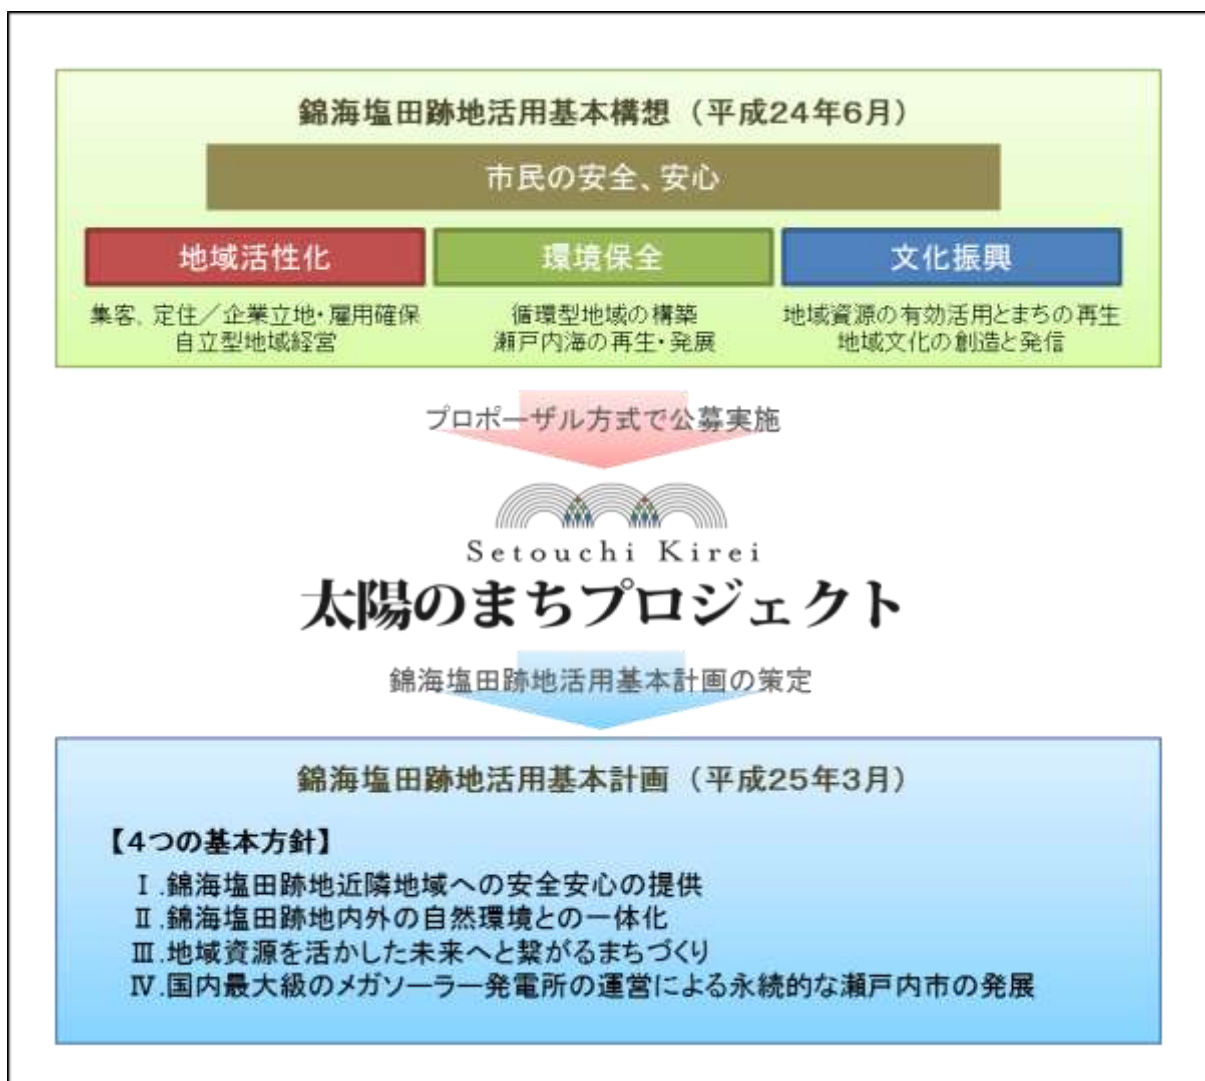 錦海塩田跡地活用基本構想（平成24年6月）
市民の安全、安心
地域活性化
環境保全
文化振興
集客、定住／企業立地・雇用確保
自立型地域経営
循環型地域の構築
瀬戸内海の再生・発展
地域資源の有効活用とまちの再生
地域文化の創造と発信
プロポーザル方式で公募実施
Setouchi Kirei
太陽のまちプロジェクト
錦海塩田跡地活用基本計画の策定
錦海塩田跡地活用基本計画（平成25年3月）
【4つの基本方針】
Ⅰ.錦海塩田跡地近隣地域への安全安心の提供
Ⅱ.錦海塩田跡地内外の自然環境との一体化
Ⅲ.地域資源を活かした未来へと繋がるまちづくり
Ⅳ.国内最大級のメガソーラー発電所の運営による永続的な瀬戸内市の発展